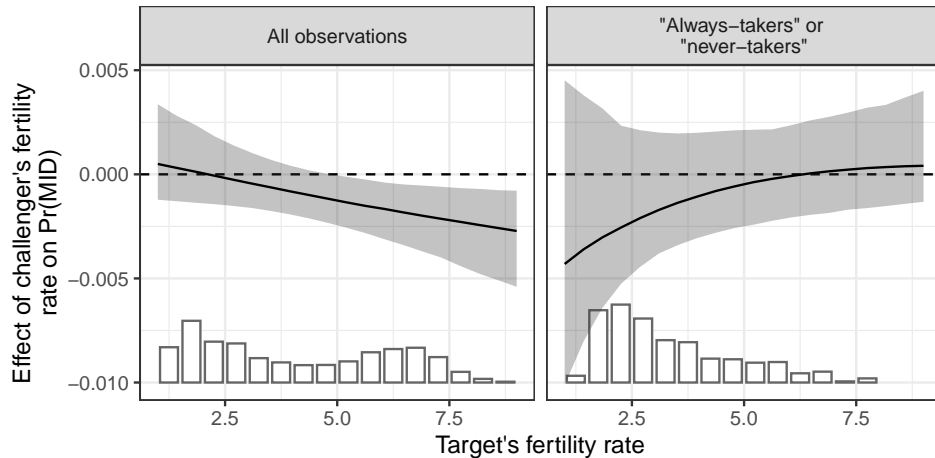 All observations
"Always−takers" or
"never−takers"
Effect of challenger's fertility
rate on Pr(MID)
0.005
0.000
−0.005
−0.010
2.5
5.0
7.5
2.5
5.0
7.5
Target's fertility rate